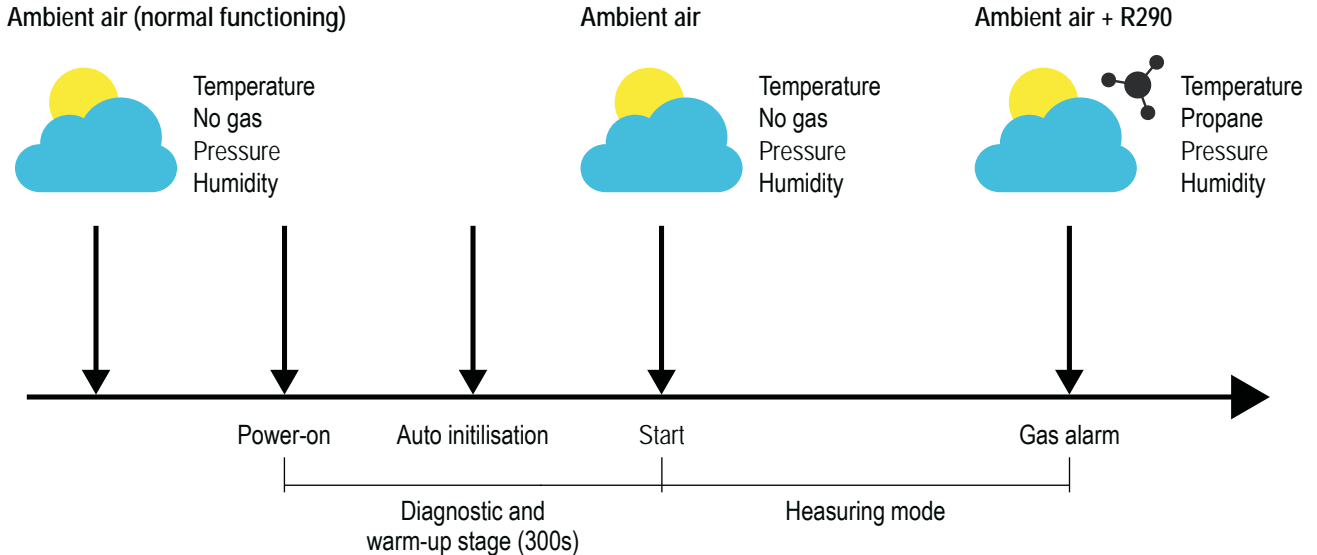 Ambient air (normal functioning)
Temperature
No gas
Pressure
Humidity
Ambient air
Temperature
No gas
Pressure
Humidity
Ambient air + R290
Temperature
Propane
Pressure
Humidity
Power-on
Auto initilisation
Start
Gas alarm
Diagnostic and
warm-up stage (300s)
Heasuring mode